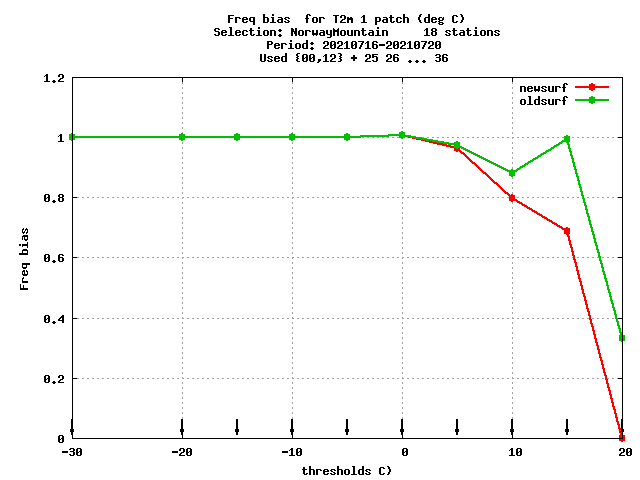 Freq bias  for T2m 1 patch (deg C)
Selection: NorwayMountain     18 stations
Period: 20210716-20210720
Used {00,12} + 25 26 ... 36
newsurf
oldsurf
1.2
1
0.8
0.6
0.4
0.2
0
Freq bias
-30
-20
-10
0
10
20
thresholds C)